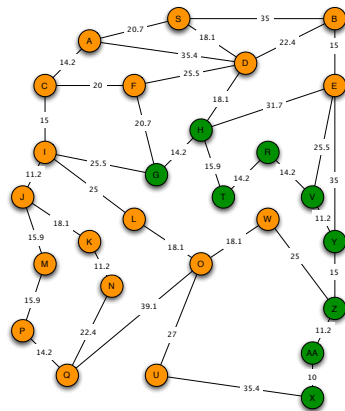 S 35 B
20.7
A 18.1 22.4 15
35.4 D
14.2 25.5
C 20 F E
18.1 31.7
15 20.7
H
I 14.2 R 25.5 35
25.5 15.9 14.2
11.2 G 14.2
25 T V
J 11.2
18.1 L W
15.9 K 18.1 18.1 Y
25 15
M 11.2 O
N
15.9 39.1 Z
22.4 27 11.2
P
14.2 AA
Q U 10
35.4
X